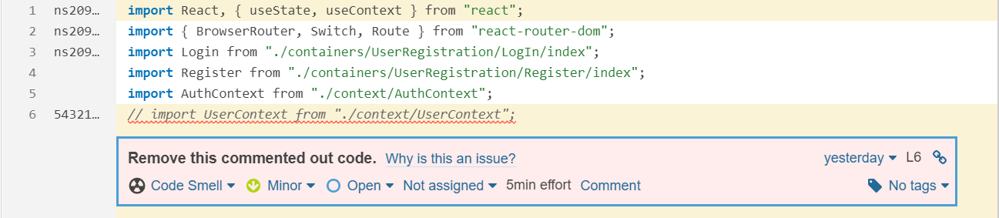 1 ns209… import React, { useState, useContext } from "react";
2 ns209… import { BrowserRouter, Switch, Route } from "react-router-dom";
3 ns209… import Login from "./containers/UserRegistration/LogIn/index";
4 import Register from "./containers/UserRegistration/Register/index";
5 import AuthContext from "./context/AuthContext";
6 54321… // import UserContext from "./context/UserContext";
Remove this commented out code. Why is this an issue? yesterday L6
Code Smell Minor Open Not assigned 5min effort Comment No tags